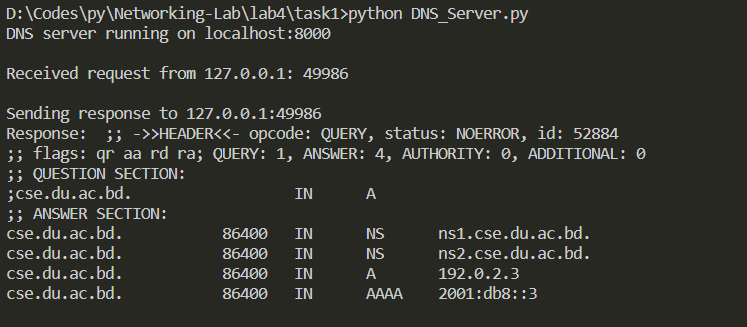 D:\Codes\py\Networking-Lab\lab4\task1>python DNS_Server.py
DNS server running on localhost:8000
Received request from 127.0.0.1: 49986
Sending response to 127.0.0.1:49986
Response:  ;; ->>HEADER<<- opcode: QUERY, status: NOERROR, id: 52884
;; flags: qr aa rd ra; QUERY: 1, ANSWER: 4, AUTHORITY: 0, ADDITIONAL: 0
;; QUESTION SECTION:
;cse.du.ac.bd.                  IN      A
;; ANSWER SECTION:
cse.du.ac.bd.           86400   IN      NS      ns1.cse.du.ac.bd.
cse.du.ac.bd.           86400   IN      NS      ns2.cse.du.ac.bd.
cse.du.ac.bd.           86400   IN      A       192.0.2.3
cse.du.ac.bd.           86400   IN      AAAA    2001:db8::3